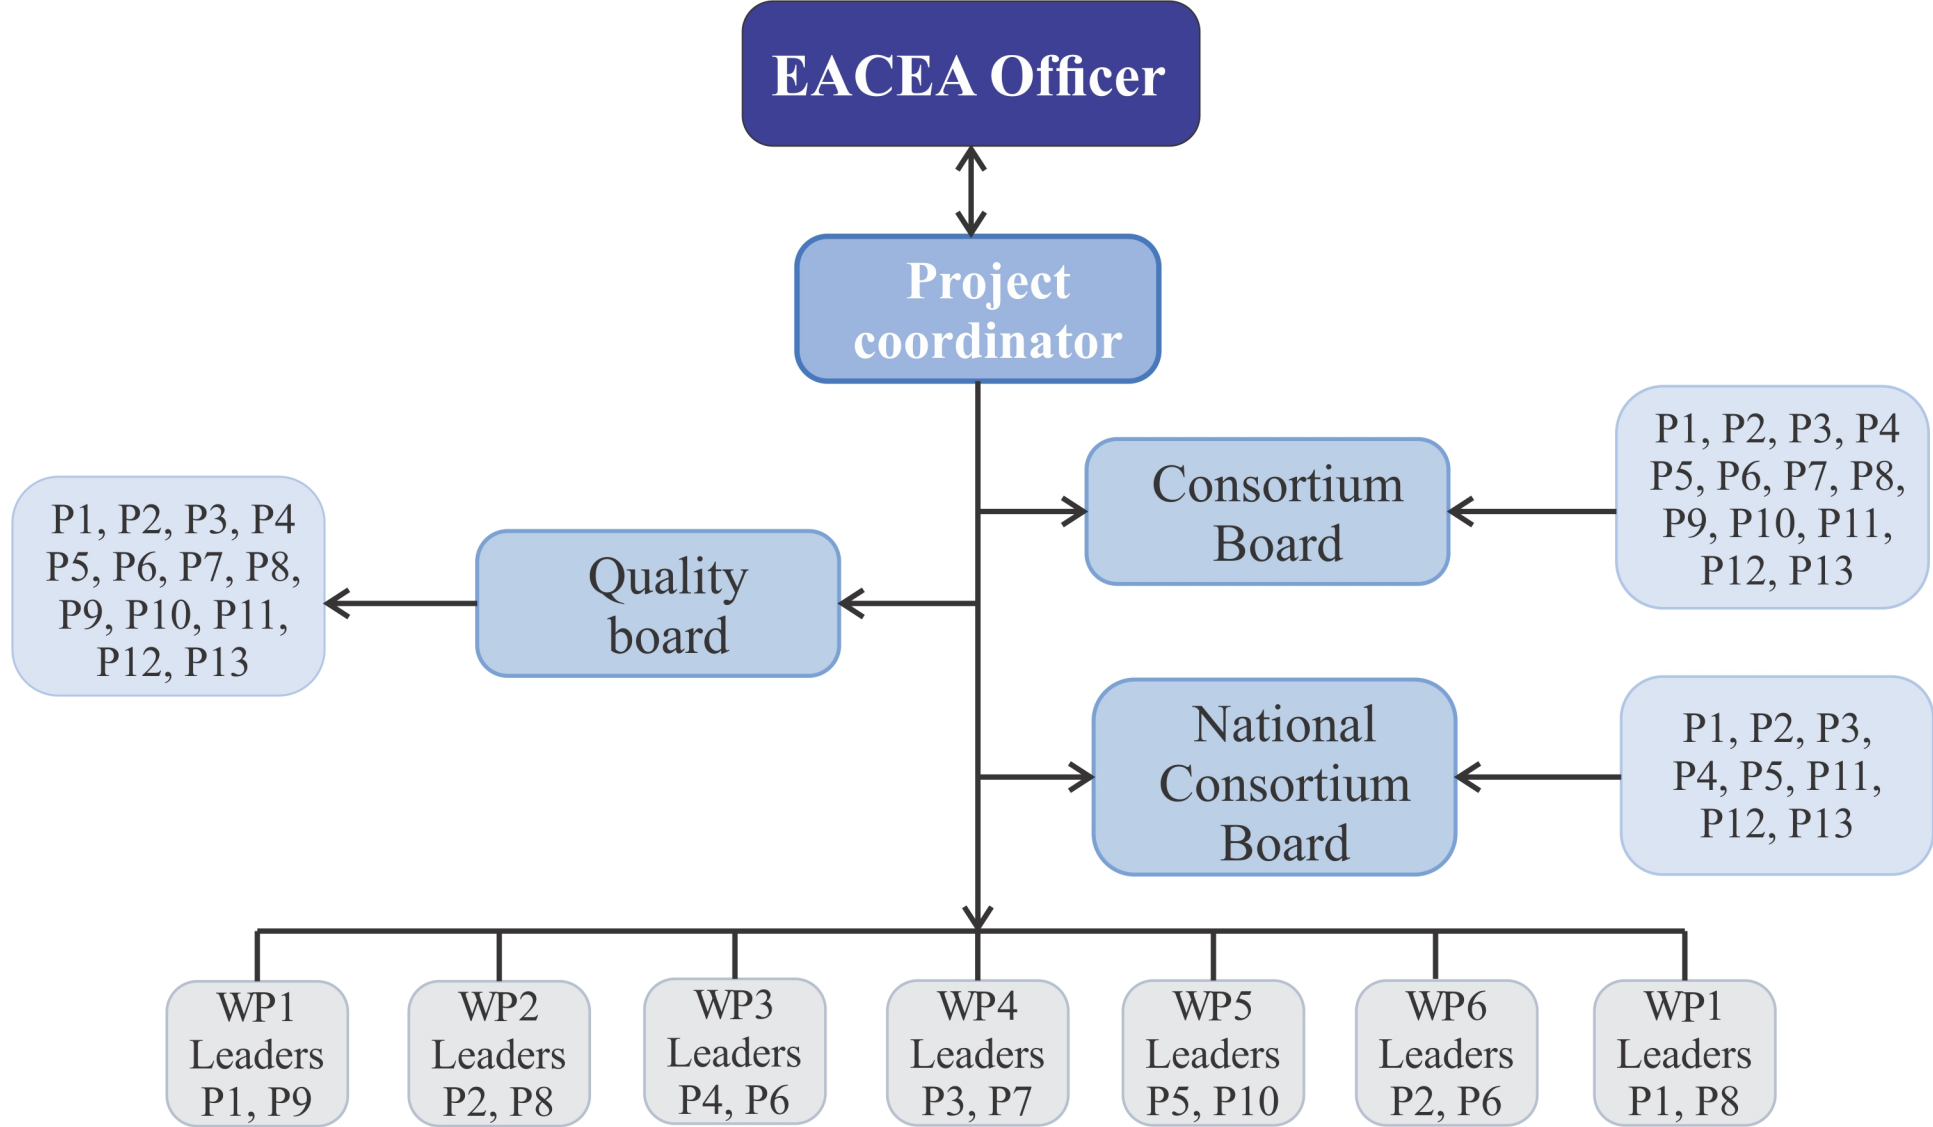 EACEA Officer
Project
coordinator
P1, P2, P3, P4
P5, P6, P7, P8,
P9, P10, P11,
P12, P13
Consortium
Board
P1, P2, P3, P4
P5, P6, P7, P8,
P9, P10, P11,
P12, P13
Quality
board
National
Consortium
Board
P1, P2, P3,
P4, P5, P11,
P12, P13
WP1
Leaders
P1, P9
WP2
Leaders
P2, P8
WP3
Leaders
P4, P6
WP4
Leaders
P3, P7
WP5
Leaders
P5, P10
WP6
Leaders
P2, P6
WP1
Leaders
P1, P8